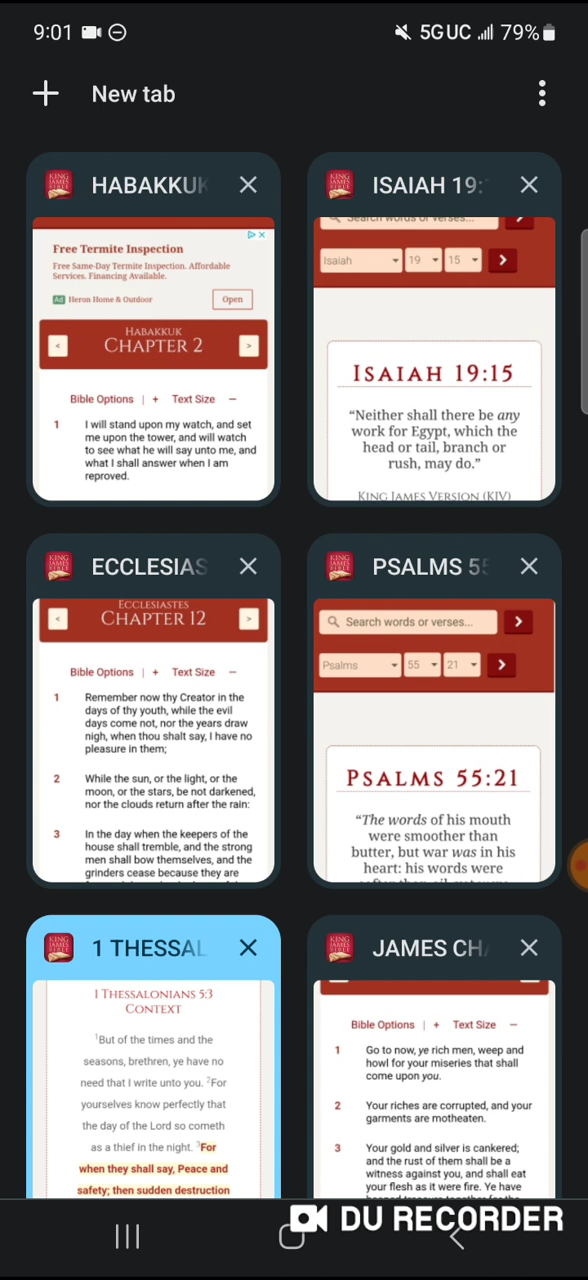 9:01
5G UC
79%
New tab
HABAKKUK
Free Termite Inspection
Free Same-Day Termite Inspection. Affordable
Services. Financing Available.
Ad Heron Home & Outdoor
Open
HABAKKUK
CHAPTER 2
<
>
Bible Options | + Text Size −
1 I will stand upon my watch, and set
me upon the tower, and will watch
to see what he will say unto me, and
what I shall answer when I am
reproved.
KING
JAMES
BIBLE
ISAIAH 19:
Search words or verses...
Isaiah 19 15
ISAIAH 19:15
“Neither shall there be any
work for Egypt, which the
head or tail, branch or
rush, may do.”
KING JAMES VERSION (KJV)
ECCLESIAS
ECCLESIASTES
CHAPTER 12
<
>
Bible Options | + Text Size −
1 Remember now thy Creator in the
days of thy youth, while the evil
days come not, nor the years draw
nigh, when thou shalt say, I have no
pleasure in them;
2 While the sun, or the light, or the
moon, or the stars, be not darkened,
nor the clouds return after the rain:
3 In the day when the keepers of the
house shall tremble, and the strong
men shall bow themselves, and the
grinders cease because they are
PSALMS 55
Search words or verses...
Psalms 55 21
PSALMS 55:21
“The words of his mouth
were smoother than
butter, but war was in his
heart: his words were
1 THESSAL
1 THESSALONIANS 5:3
CONTEXT
1But of the times and the
seasons, brethren, ye have no
need that I write unto you. 2For
yourselves know perfectly that
the day of the Lord so cometh
as a thief in the night. 3For
when they shall say, Peace and
safety; then sudden destruction
JAMES CH
Bible Options | + Text Size −
1 Go to now, ye rich men, weep and
howl for your miseries that shall
come upon you.
2 Your riches are corrupted, and your
garments are motheaten.
3 Your gold and silver is cankered;
and the rust of them shall be a
witness against you, and shall eat
your flesh as it were fire. Ye have
DU RECORDER